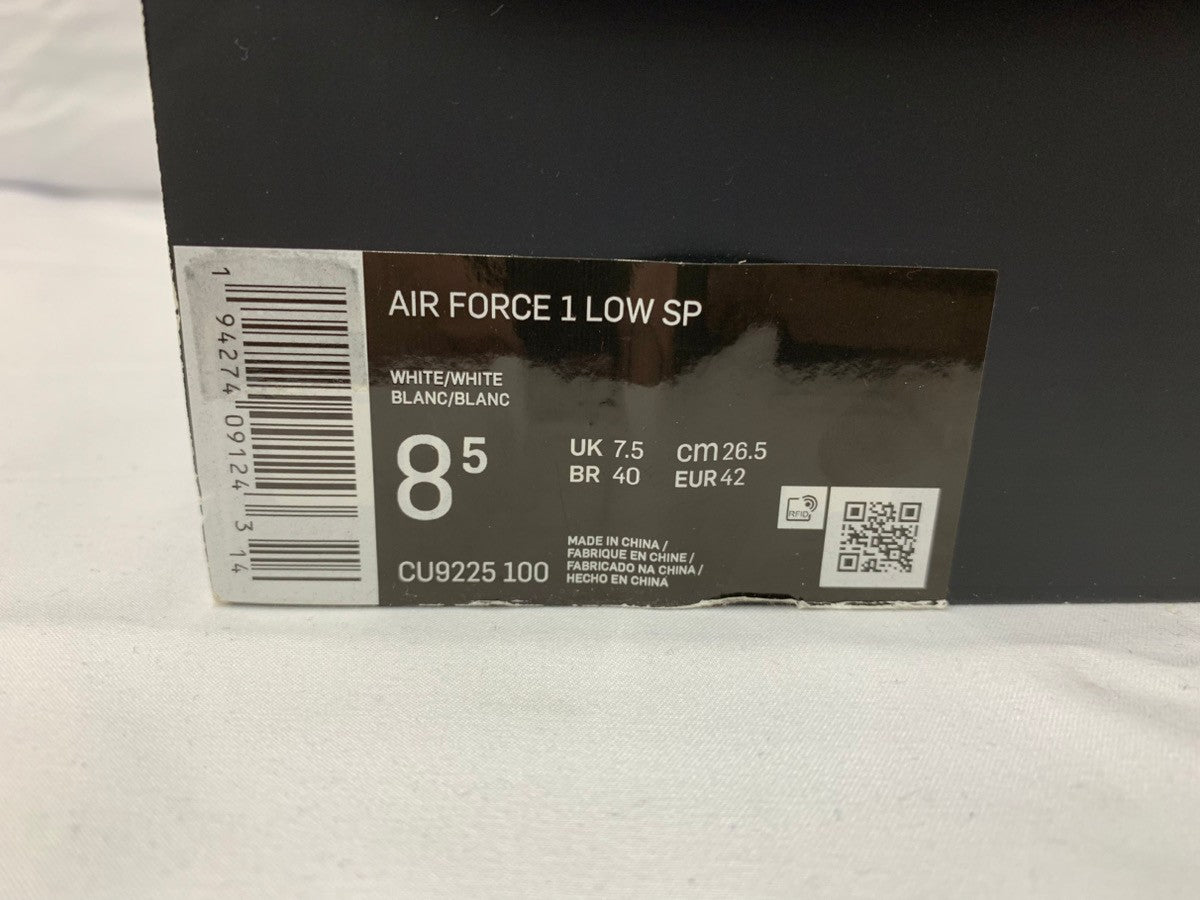 1 94274 09124 3 14
AIR FORCE 1 LOW SP
WHITE/WHITE
BLANC/BLANC
8 5
UK 7.5 cm 26.5
BR 40 EUR 42
RFID
CU9225 100
MADE IN CHINA /
FABRIQUE EN CHINE /
FABRICADO NA CHINA /
HECHO EN CHINA